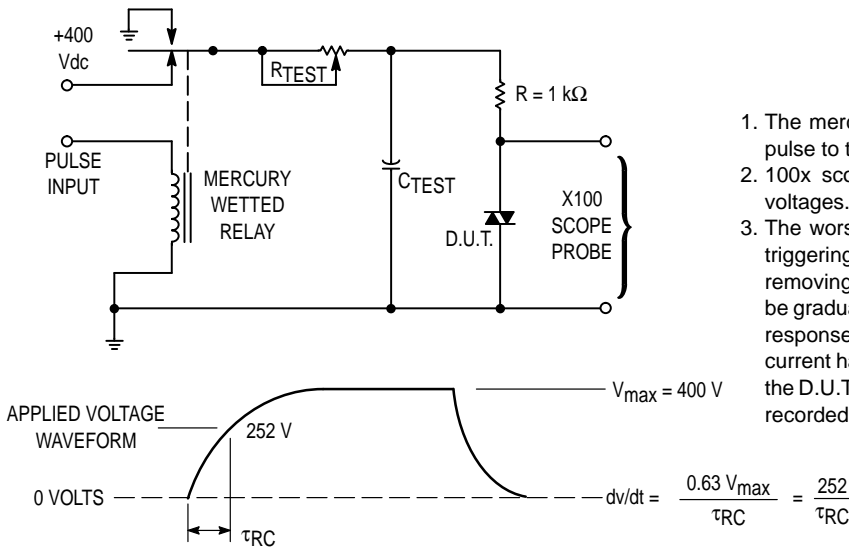 +400
Vdc
RTEST
R = 1 kΩ
PULSE
INPUT
MERCURY
WETTED
RELAY
CTEST
D.U.T.
X100
SCOPE
PROBE
1. The merc
pulse to t
2. 100x sco
voltages.
3. The wors
triggering
removing
be gradua
response
current ha
the D.U.T
recorded
Vmax = 400 V
APPLIED VOLTAGE
WAVEFORM
252 V
0 VOLTS
τRC
dv/dt = 0.63 Vmax / τRC = 252 / τRC